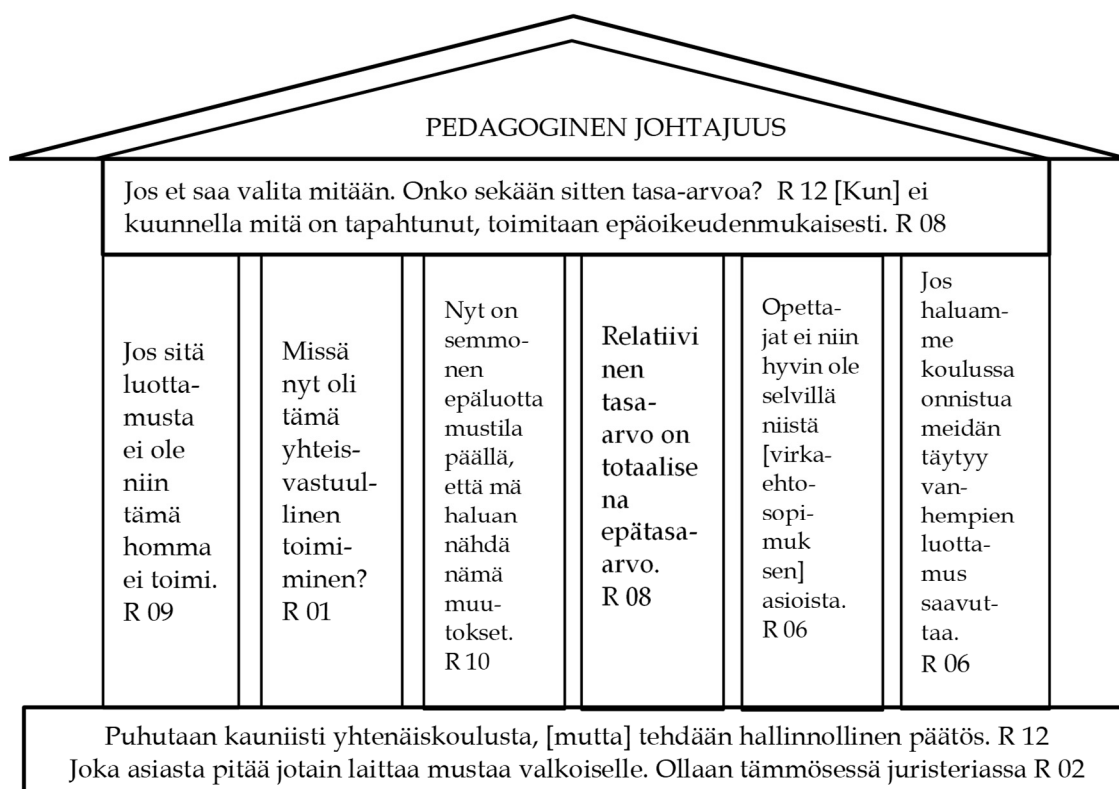 PEDAGOGINEN JOHTAJUUS
Jos et saa valita mitään. Onko sekään sitten tasa-arvoa?  R 12 [Kun] ei
kuunnella mitä on tapahtunut, toimitaan epäoikeudenmukaisesti. R 08
Jos sitä
luotta-
musta
ei ole
niin
tämä
homma
ei toimi.
R 09
Missä
nyt oli
tämä
yhteis-
vastuul-
linen
toimi-
minen?
R 01
Nyt on
semmo-
nen
epäluotta
mustila
päällä,
että mä
haluan
nähdä
nämä
muu-
tokset.
R 10
Relatiivi
nen
tasa-
arvo on
totaalise
na
epätasa-
arvo.
R 08
Opetta-
jat ei niin
hyvin ole
selvillä
niistä
[virka-
ehto-
sopi-
muk
sen]
asioista.
R 06
Jos
haluam-
me
koulussa
onnistua
meidän
täytyy
van-
hempien
luotta-
mus
saavut-
taa.
R 06
Puhutaan kauniisti yhtenäiskoulusta, [mutta] tehdään hallinnollinen päätös. R 12
Joka asiasta pitää jotain laittaa mustaa valkoiselle. Ollaan tämmösessä juristeriassa R 02